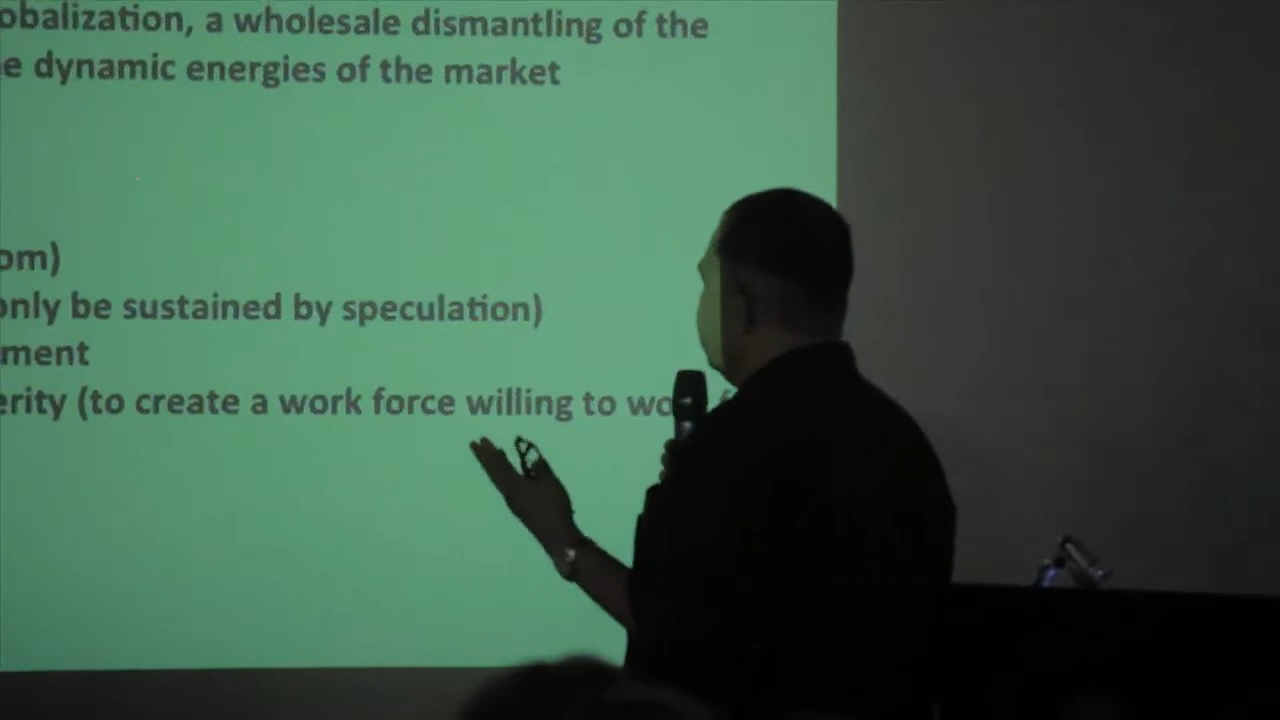 obalization, a wholesale dismantling of the
e dynamic energies of the market
om)
only be sustained by speculation)
ment
erity (to create a work force willing to wo